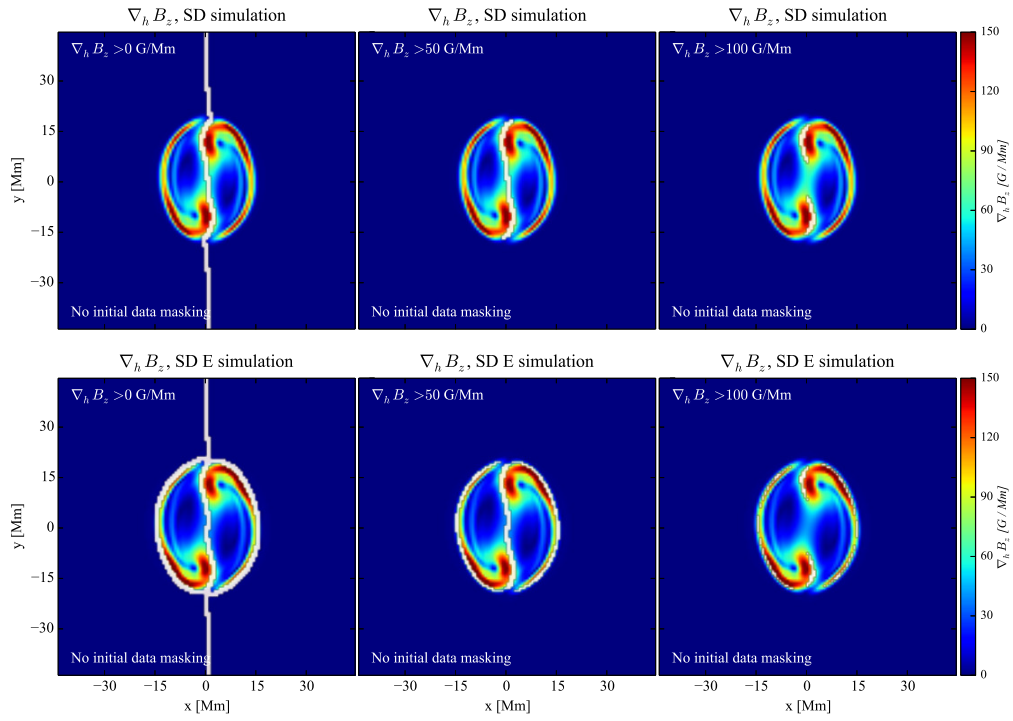 ∇h Bz, SD simulation
∇h Bz, SD simulation
∇h Bz, SD simulation
∇h Bz >0 G/Mm
∇h Bz >50 G/Mm
∇h Bz >100 G/Mm
30
15
0
−15
−30
y [Mm]
No initial data masking
No initial data masking
No initial data masking
150
120
90
60
30
0
∇h Bz [G / Mm]
∇h Bz, SD E simulation
∇h Bz, SD E simulation
∇h Bz, SD E simulation
∇h Bz >0 G/Mm
∇h Bz >50 G/Mm
∇h Bz >100 G/Mm
30
15
0
−15
−30
y [Mm]
No initial data masking
No initial data masking
No initial data masking
150
120
90
60
30
0
∇h Bz [G / Mm]
−30 −15 0 15 30
−30 −15 0 15 30
−30 −15 0 15 30
x [Mm]
x [Mm]
x [Mm]